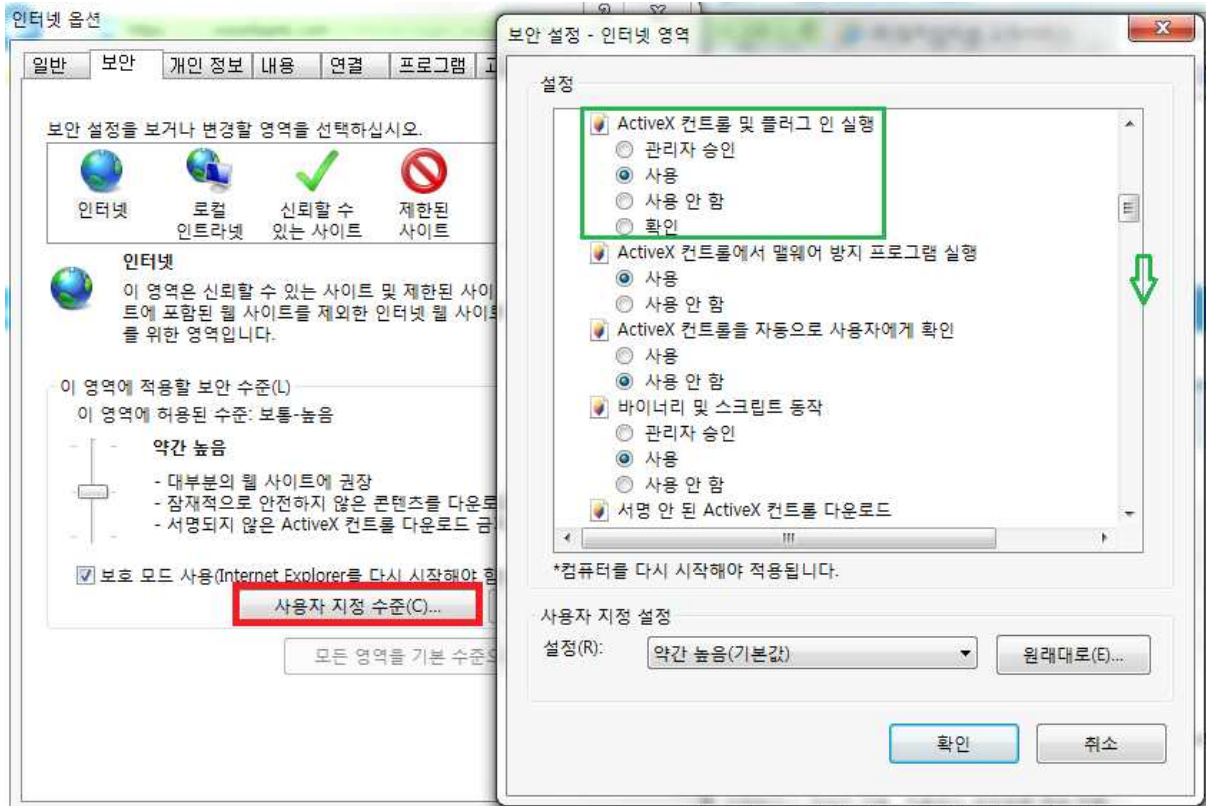 인터넷 옵션
일반
보안
개인 정보
내용
연결
프로그램
보안 설정을 보거나 변경할 영역을 선택하십시오.
인터넷
로컬
인트라넷
신뢰할 수
있는 사이트
제한된
사이트
인터넷
이 영역은 신뢰할 수 있는 사이트 및 제한된 사이
트에 포함된 웹 사이트를 제외한 인터넷 웹 사이트
를 위한 영역입니다.
이 영역에 적용할 보안 수준(L)
이 영역에 허용된 수준: 보통-높음
약간 높음
- 대부분의 웹 사이트에 권장
- 잠재적으로 안전하지 않은 콘텐츠를 다운로
- 서명되지 않은 ActiveX 컨트롤 다운로드 금
보호 모드 사용(Internet Explorer를 다시 시작해야
사용자 지정 수준(C)...
모든 영역을 기본 수준
보안 설정 - 인터넷 영역
설정
ActiveX 컨트롤 및 플러그 인 실행
관리자 승인
사용
사용 안 함
확인
ActiveX 컨트롤에서 맬웨어 방지 프로그램 실행
사용
사용 안 함
ActiveX 컨트롤을 자동으로 사용자에게 확인
사용
사용 안 함
바이너리 및 스크립트 동작
관리자 승인
사용
사용 안 함
서명 안 된 ActiveX 컨트롤 다운로드
*컴퓨터를 다시 시작해야 적용됩니다.
사용자 지정 설정
설정(R):
약간 높음(기본값)
원래대로(E)...
확인
취소